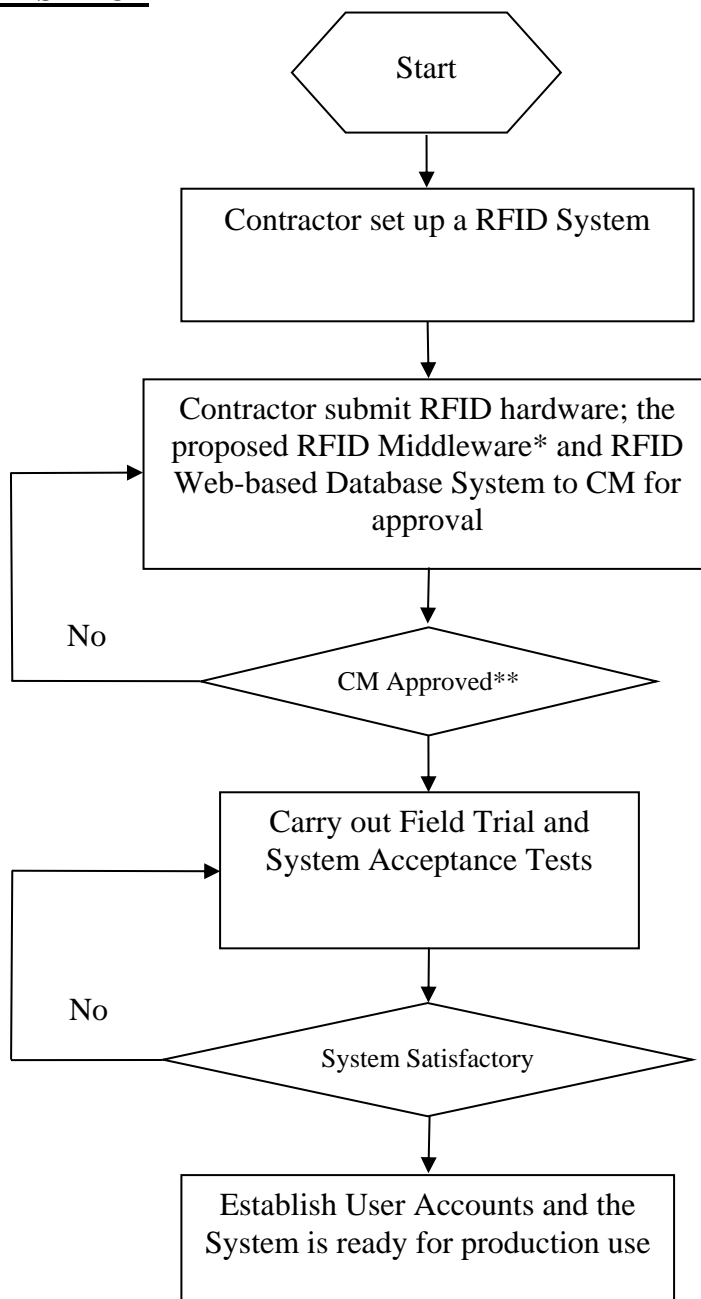 Start
Contractor set up a RFID System
Contractor submit RFID hardware; the
proposed RFID Middleware* and RFID
Web-based Database System to CM for
approval
No
CM Approved**
Carry out Field Trial and
System Acceptance Tests
No
System Satisfactory
Establish User Accounts and the
System is ready for production use